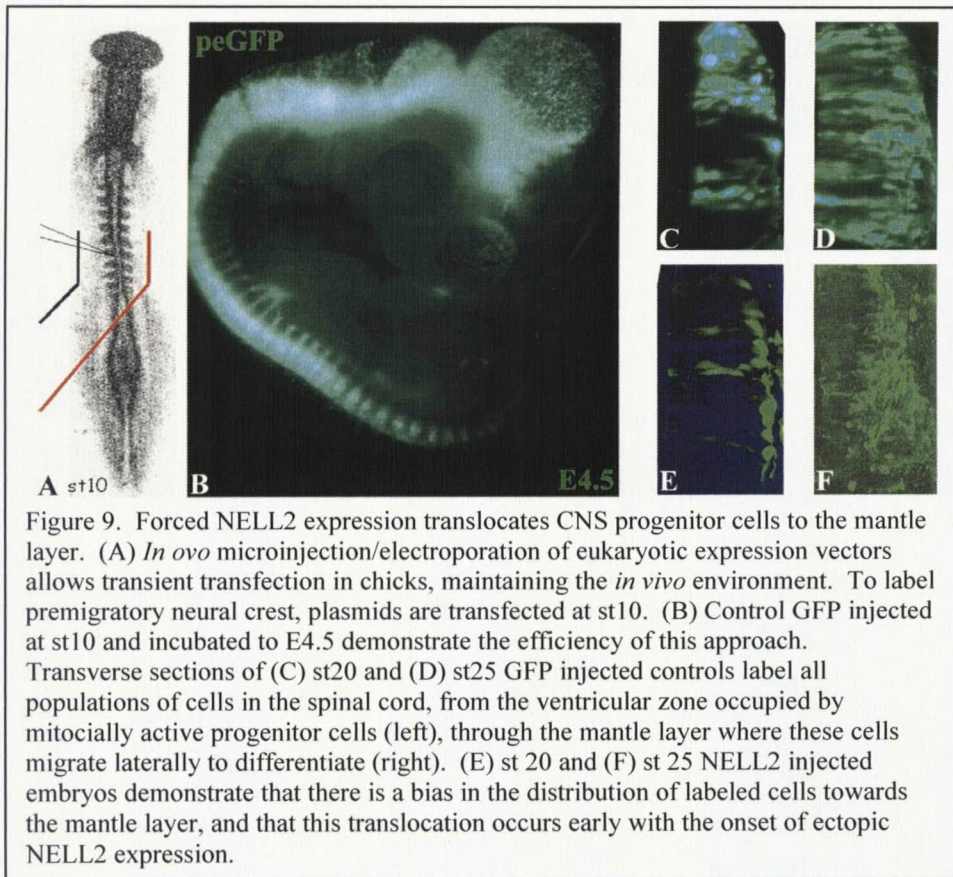 peGFP
A st10
B
E4.5
C
D
E
F
Figure 9. Forced NELL2 expression translocates CNS progenitor cells to the mantle
layer. (A) In ovo microinjection/electroporation of eukaryotic expression vectors
allows transient transfection in chicks, maintaining the in vivo environment. To label
premigratory neural crest, plasmids are transfected at st10. (B) Control GFP injected
at st10 and incubated to E4.5 demonstrate the efficiency of this approach.
Transverse sections of (C) st20 and (D) st25 GFP injected controls label all
populations of cells in the spinal cord, from the ventricular zone occupied by
mitocially active progenitor cells (left), through the mantle layer where these cells
migrate laterally to differentiate (right). (E) st 20 and (F) st 25 NELL2 injected
embryos demonstrate that there is a bias in the distribution of labeled cells towards
the mantle layer, and that this translocation occurs early with the onset of ectopic
NELL2 expression.